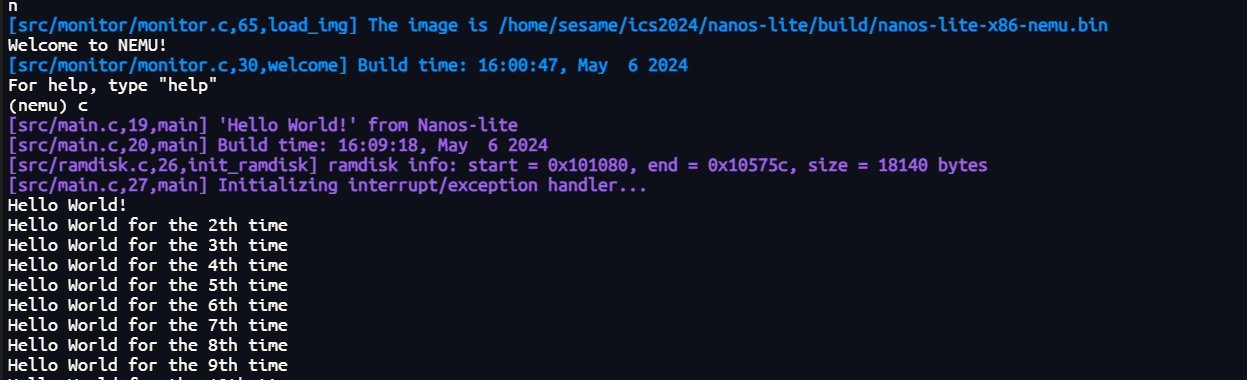 n
[src/monitor/monitor.c,65,load_img] The image is /home/sesame/ics2024/nanos-lite/build/nanos-lite-x86-nemu.bin
Welcome to NEMU!
[src/monitor/monitor.c,30,welcome] Build time: 16:00:47, May  6 2024
For help, type "help"
(nemu) c
[src/main.c,19,main] 'Hello World!' from Nanos-lite
[src/main.c,20,main] Build time: 16:09:18, May  6 2024
[src/ramdisk.c,26,init_ramdisk] ramdisk info: start = 0x101080, end = 0x10575c, size = 18140 bytes
[src/main.c,27,main] Initializing interrupt/exception handler...
Hello World!
Hello World for the 2th time
Hello World for the 3th time
Hello World for the 4th time
Hello World for the 5th time
Hello World for the 6th time
Hello World for the 7th time
Hello World for the 8th time
Hello World for the 9th time